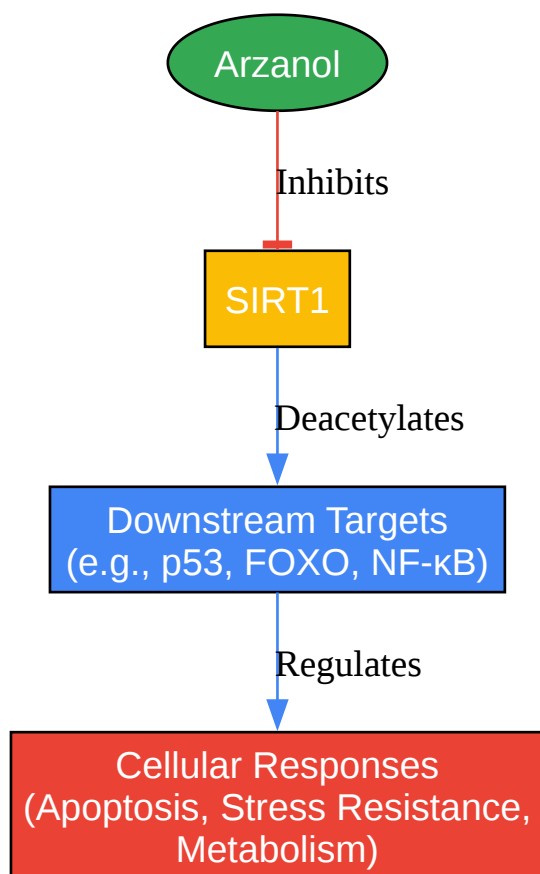 Arzanol
Inhibits
SIRT1
Deacetylates
Downstream Targets
(e.g., p53, FOXO, NF-κB)
Regulates
Cellular Responses
(Apoptosis, Stress Resistance,
Metabolism)